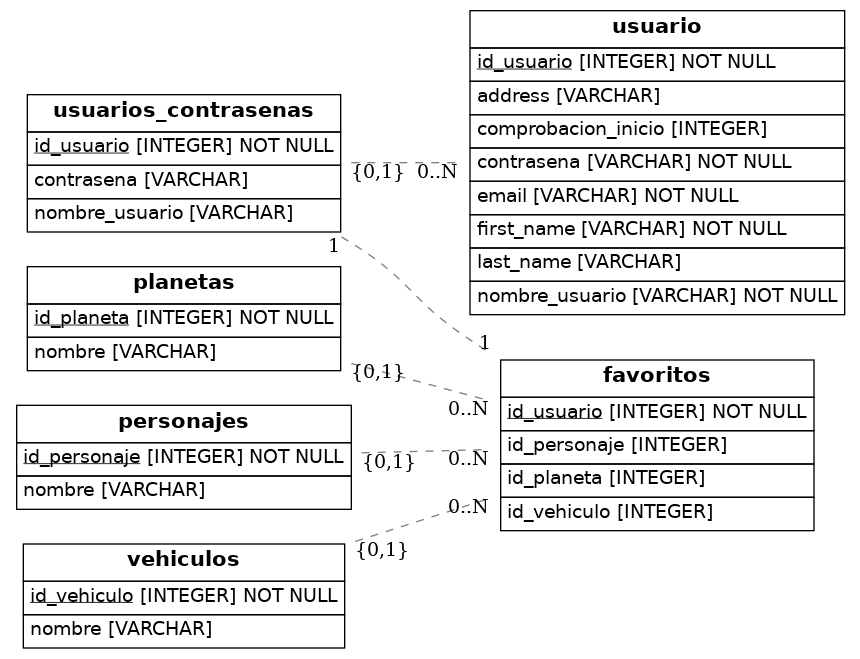 usuario
id_usuario [INTEGER] NOT NULL
address [VARCHAR]
comprobacion_inicio [INTEGER]
contrasena [VARCHAR] NOT NULL
email [VARCHAR] NOT NULL
first_name [VARCHAR] NOT NULL
last_name [VARCHAR]
nombre_usuario [VARCHAR] NOT NULL
usuarios_contrasenas
id_usuario [INTEGER] NOT NULL
contrasena [VARCHAR]
nombre_usuario [VARCHAR]
{0,1} 0..N
1
1
planetas
id_planeta [INTEGER] NOT NULL
nombre [VARCHAR]
{0,1}
0..N
favoritos
id_usuario [INTEGER] NOT NULL
id_personaje [INTEGER]
id_planeta [INTEGER]
id_vehiculo [INTEGER]
personajes
id_personaje [INTEGER] NOT NULL
nombre [VARCHAR]
{0,1}
0..N
0..N
{0,1}
vehiculos
id_vehiculo [INTEGER] NOT NULL
nombre [VARCHAR]